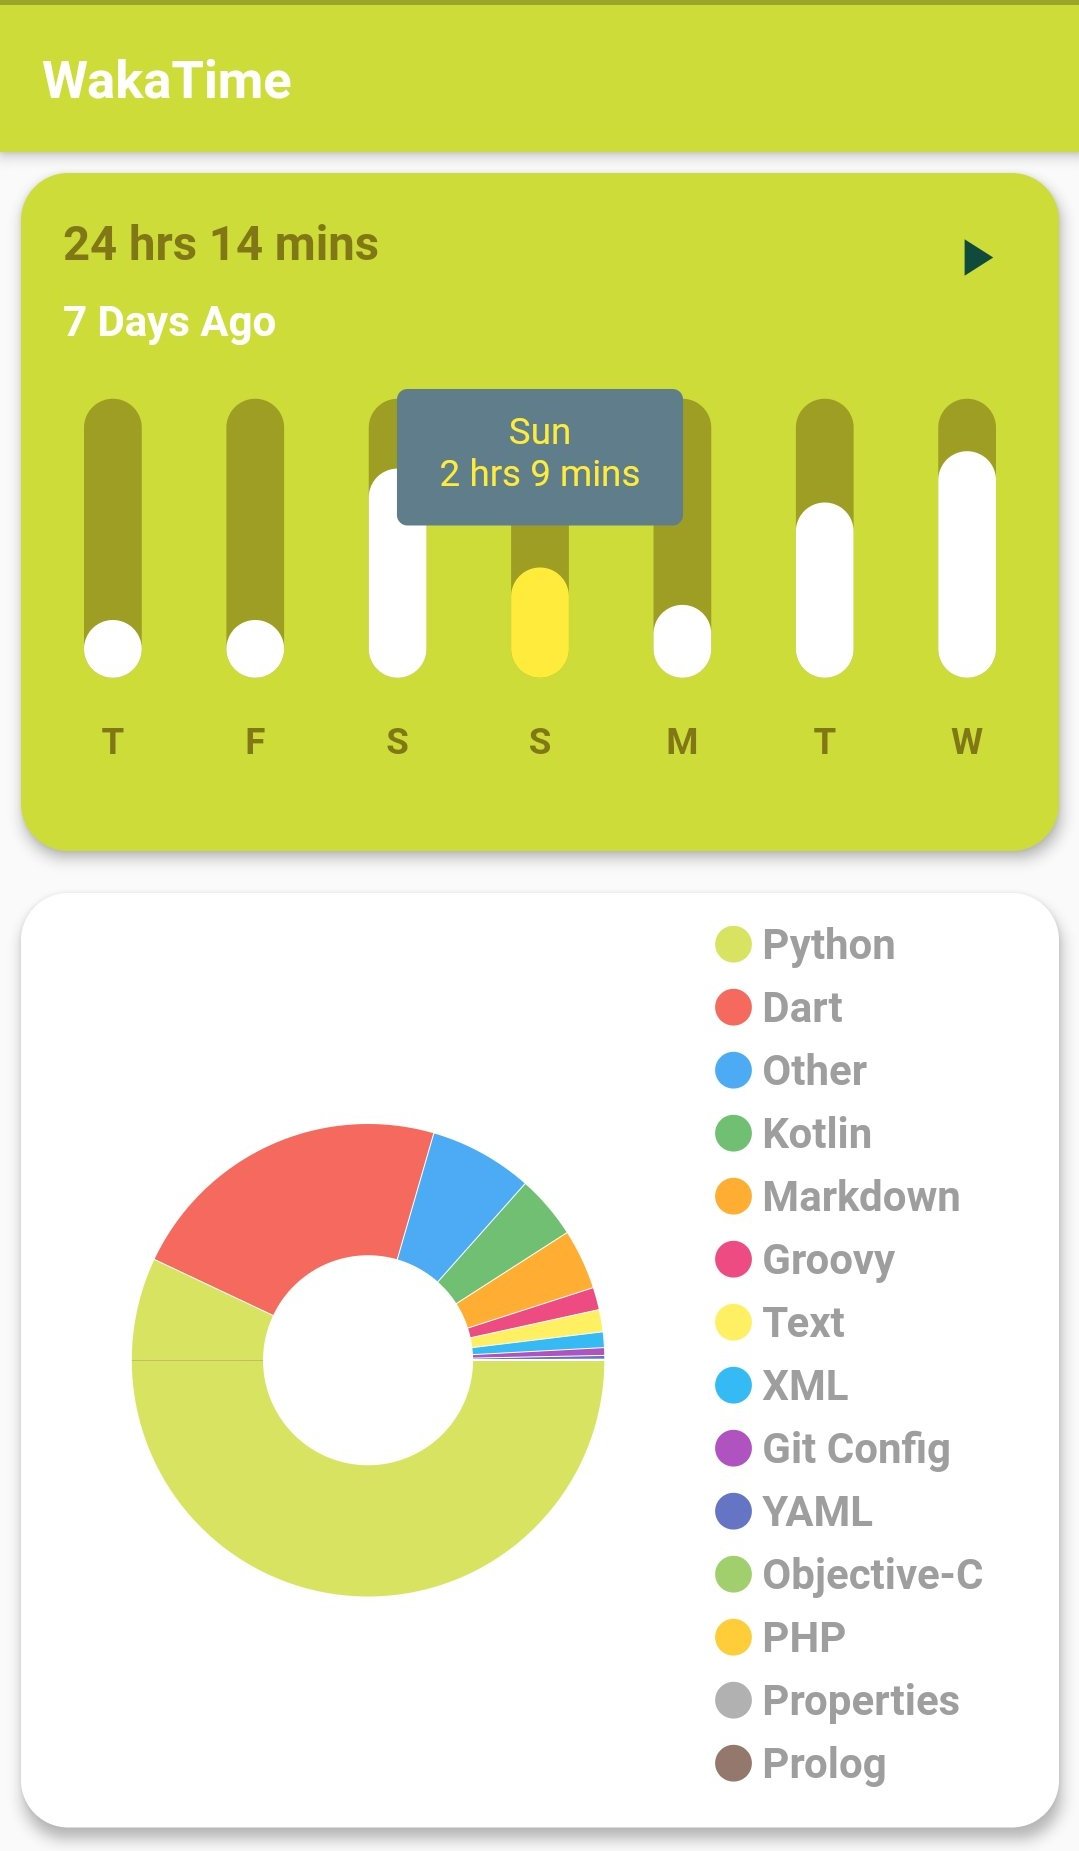 WakaTime
24 hrs 14 mins
7 Days Ago
Sun
2 hrs 9 mins
T F S S M T W
Python
Dart
Other
Kotlin
Markdown
Groovy
Text
XML
Git Config
YAML
Objective-C
PHP
Properties
Prolog